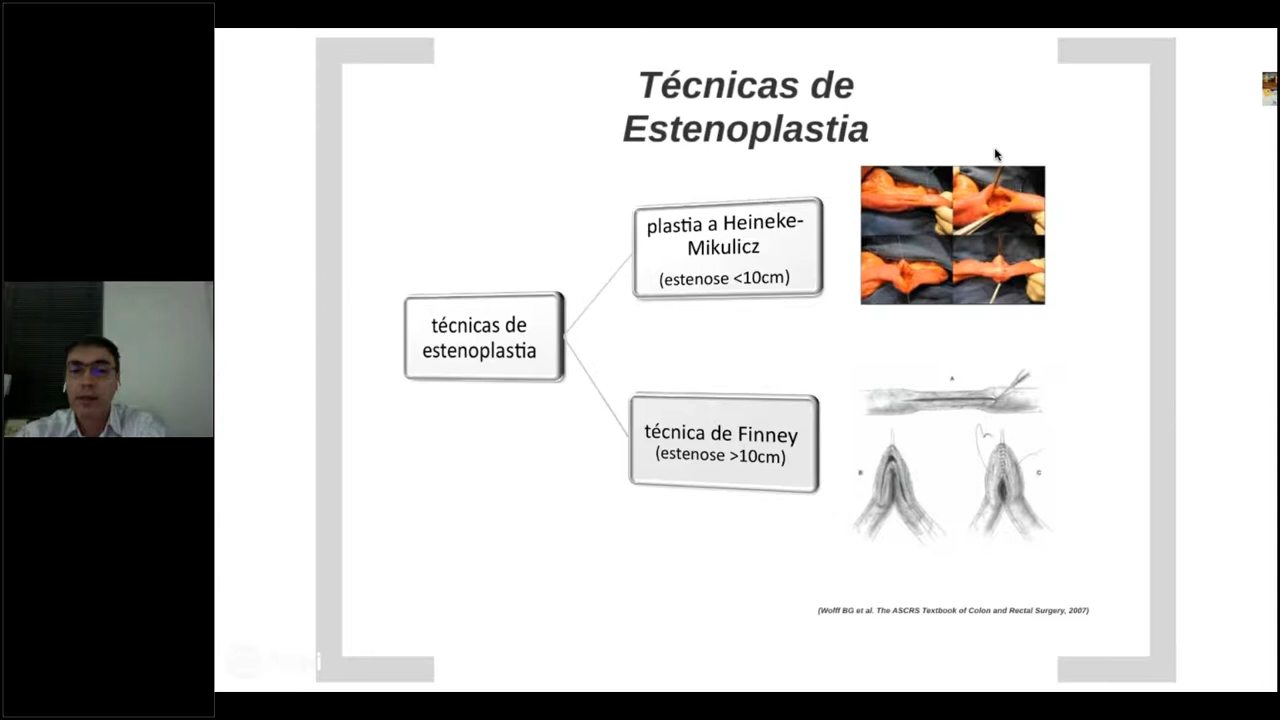 Técnicas de
Estenoplastia
plastia a Heineke-
Mikulicz
(estenose <10cm)
técnicas de
estenoplastia
técnica de Finney
(estenose >10cm)
A
B
C
(Wolff BG et al. The ASCRS Textbook of Colon and Rectal Surgery, 2007)